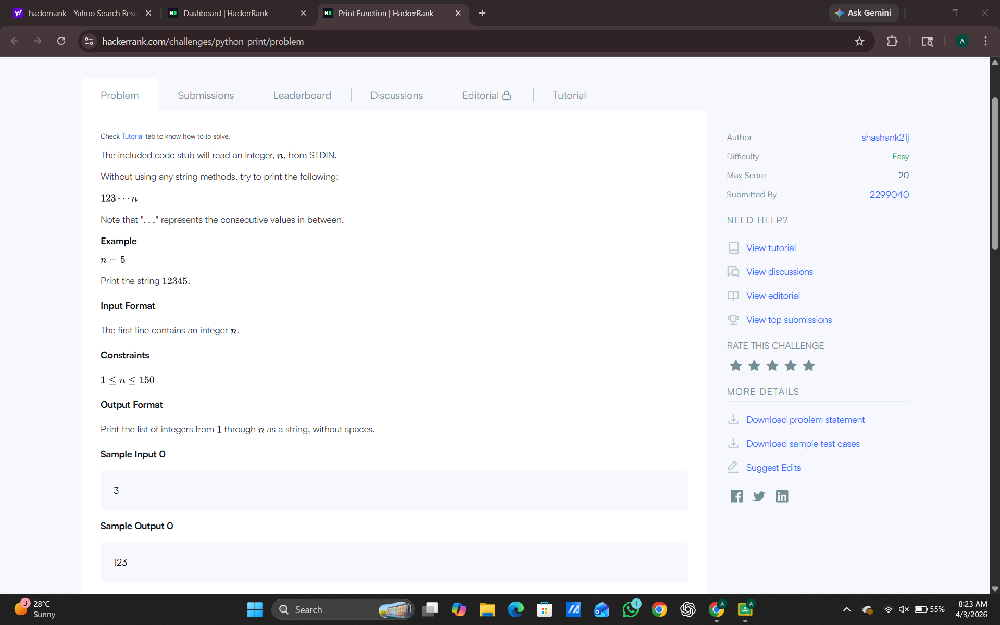 hackerrank - Yahoo Search Resu
Dashboard | HackerRank
Print Function | HackerRank
Ask Gemini
hackerrank.com/challenges/python-print/problem
A
Problem
Submissions
Leaderboard
Discussions
Editorial
Tutorial
Check Tutorial tab to know how to to solve.
The included code stub will read an integer, n, from STDIN.
Without using any string methods, try to print the following:
123···n
Note that "..." represents the consecutive values in between.
Example
n = 5
Print the string 12345.
Input Format
The first line contains an integer n.
Constraints
1 ≤ n ≤ 150
Output Format
Print the list of integers from 1 through n as a string, without spaces.
Sample Input 0
3
Sample Output 0
123
Author shashank21j
Difficulty Easy
Max Score 20
Submitted By 2299040
NEED HELP?
View tutorial
View discussions
View editorial
View top submissions
RATE THIS CHALLENGE
MORE DETAILS
Download problem statement
Download sample test cases
Suggest Edits
3
28°C
Sunny
Search
1
A
A
55%
8:23 AM
4/3/2026